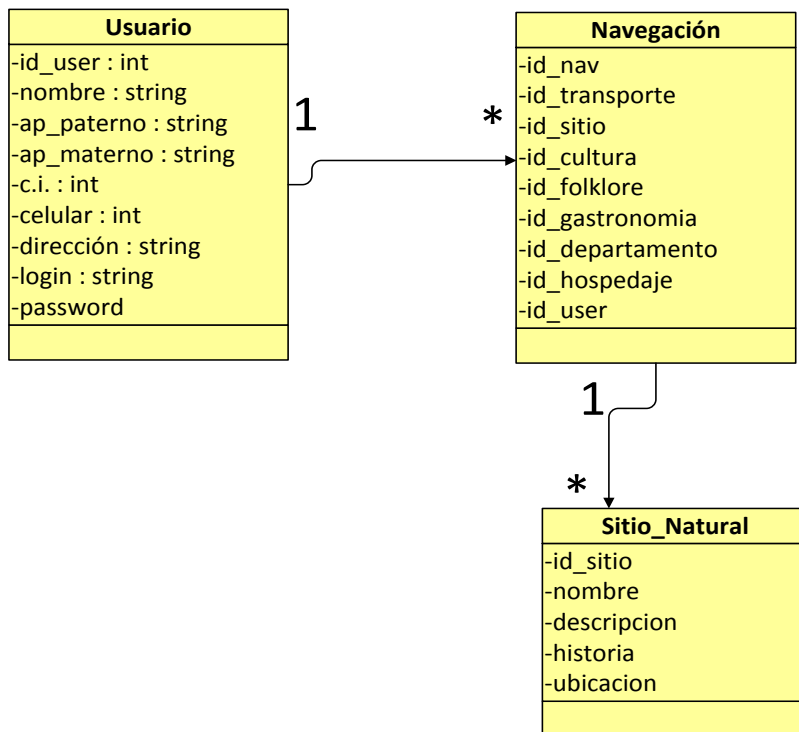 Usuario
-id_user : int
-nombre : string
-ap_paterno : string
-ap_materno : string
-c.i. : int
-celular : int
-dirección : string
-login : string
-password
1
*
Navegación
-id_nav
-id_transporte
-id_sitio
-id_cultura
-id_folklore
-id_gastronomia
-id_departamento
-id_hospedaje
-id_user
1
*
Sitio_Natural
-id_sitio
-nombre
-descripcion
-historia
-ubicacion